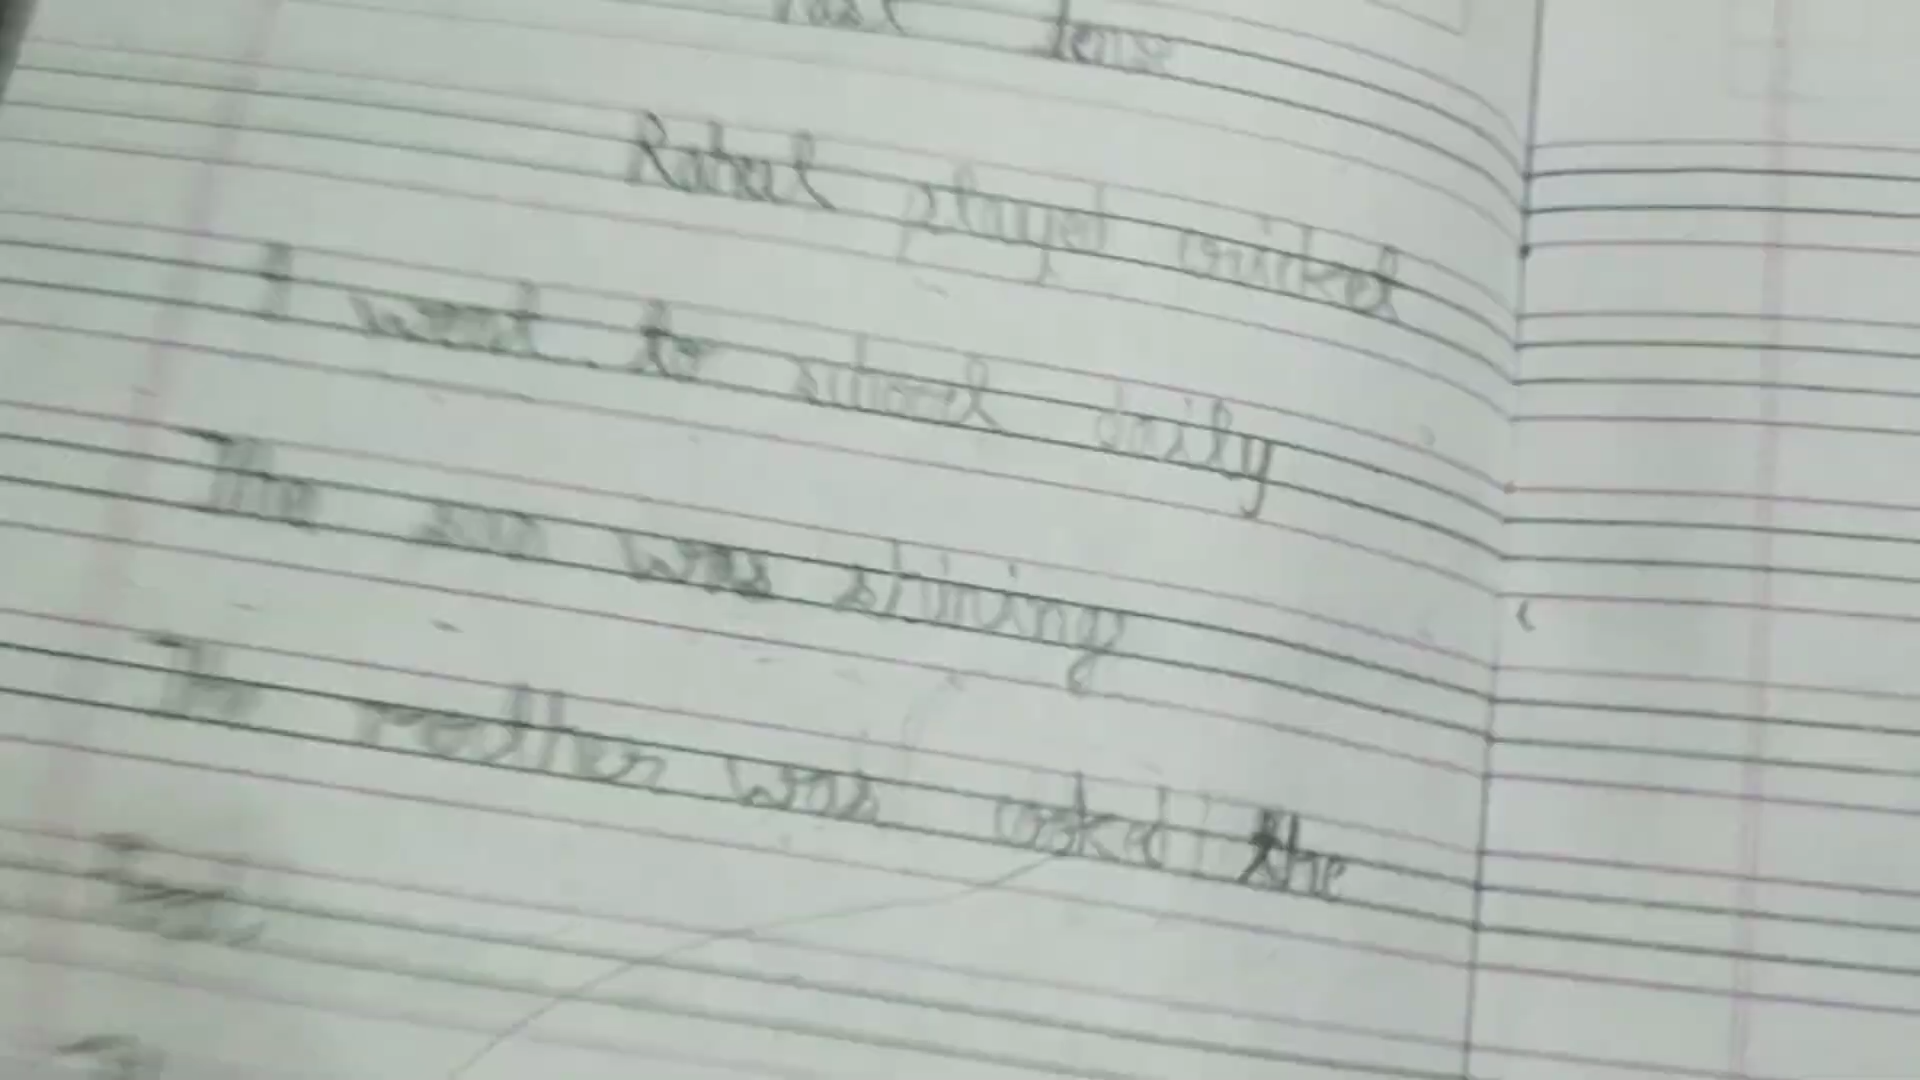 Past tense
Rahul played cricket
I went to school daily
The sun was shining
The mother was cooked the